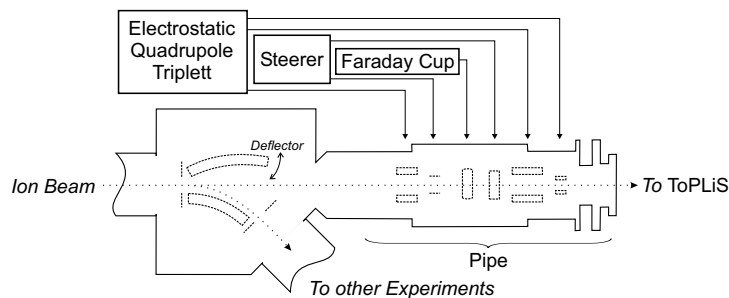 Electrostatic
Quadrupole
Triplett
Steerer
Faraday Cup
Deflector
Ion Beam
To ToPLiS
Pipe
To other Experiments